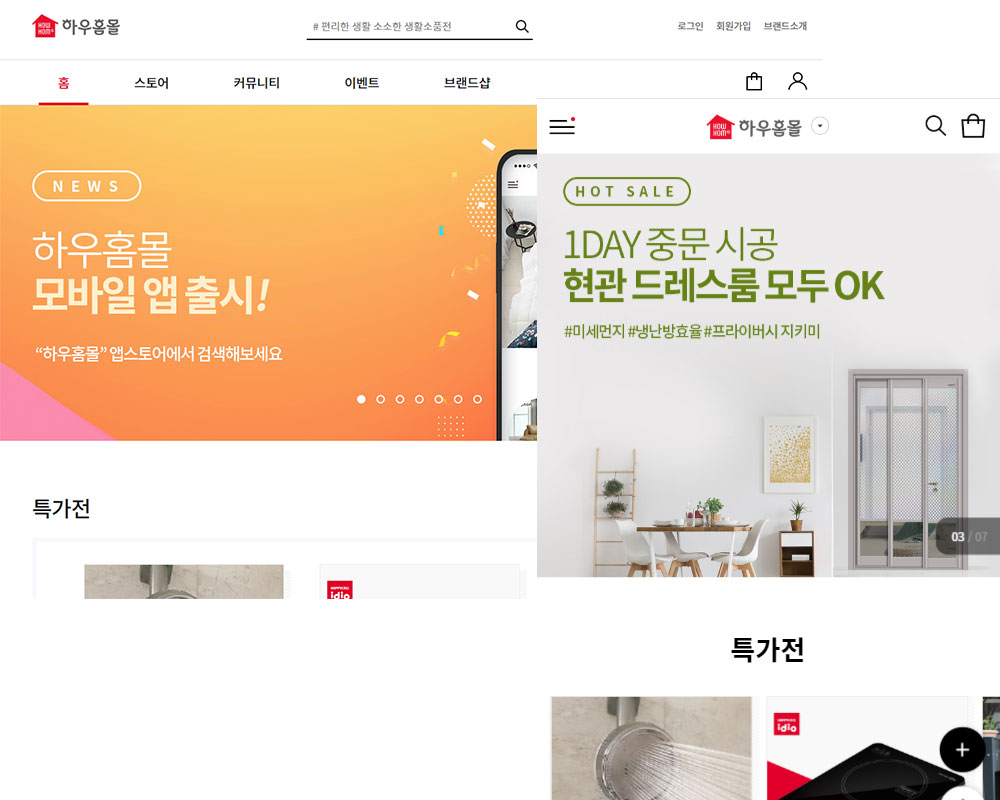 HOW HOM
하우홈몰
# 편리한 생활 소소한 생활소품전
로그인 회원가입 브랜드소개
홈 스토어 커뮤니티 이벤트 브랜드샵
NEWS
하우홈몰
모바일 앱 출시!
“하우홈몰” 앱스토어에서 검색해보세요
특가전
idio
HOW HOM
하우홈몰
HOT SALE
1DAY 중문 시공
현관 드레스룸 모두 OK
#미세먼지 #냉난방효율 #프라이버시 지키미
03 / 07
특가전
idio